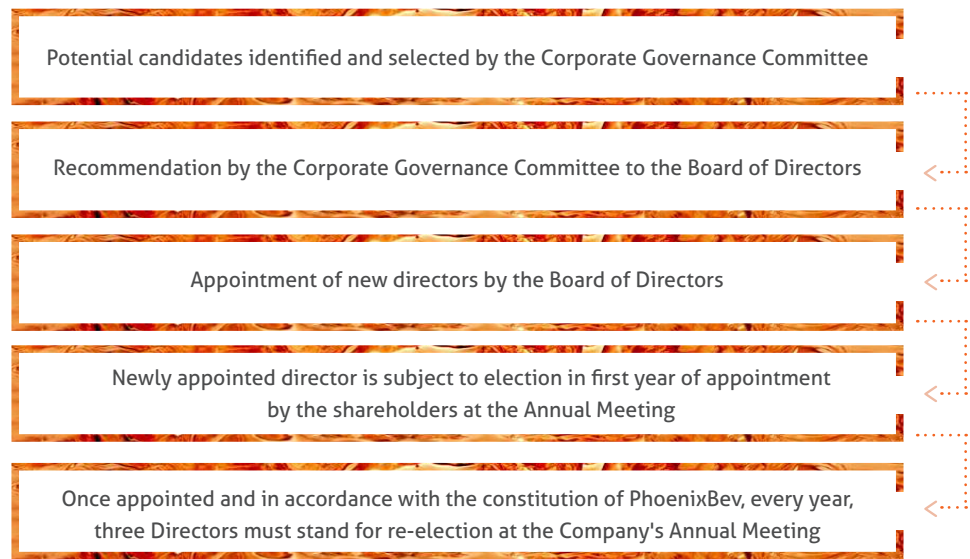 Potential candidates identified and selected by the Corporate Governance Committee
Recommendation by the Corporate Governance Committee to the Board of Directors
Appointment of new directors by the Board of Directors
Newly appointed director is subject to election in first year of appointment
by the shareholders at the Annual Meeting
Once appointed and in accordance with the constitution of PhoenixBev, every year,
three Directors must stand for re-election at the Company's Annual Meeting